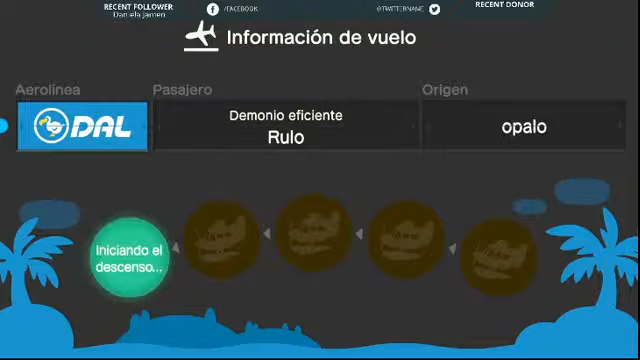 RECENT FOLLOWER
Daniela Jamen
/FACEBOOK
@TWITTERNAME
RECENT DONOR
Información de vuelo
Aerolínea
Pasajero
Origen
DAL
Demonio eficiente
Rulo
opalo
Iniciando el
descenso...